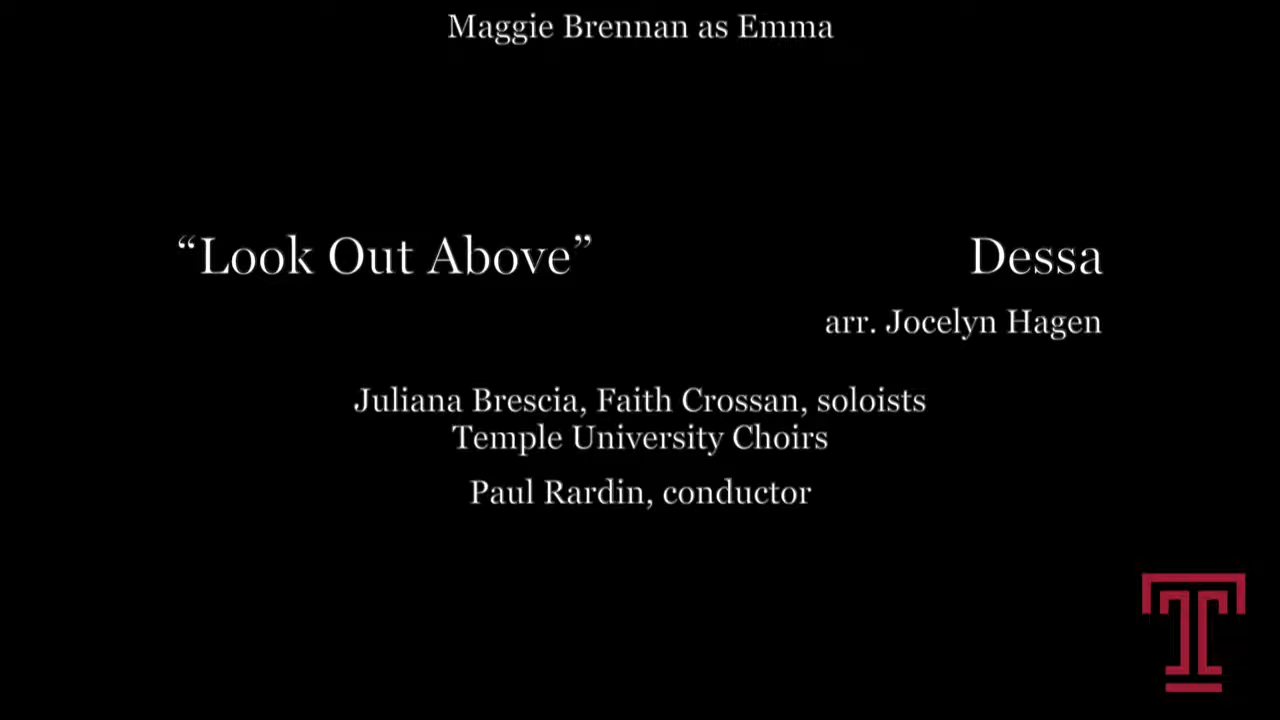 Maggie Brennan as Emma
“Look Out Above” Dessa
arr. Jocelyn Hagen
Juliana Brescia, Faith Crossan, soloists
Temple University Choirs
Paul Rardin, conductor
T